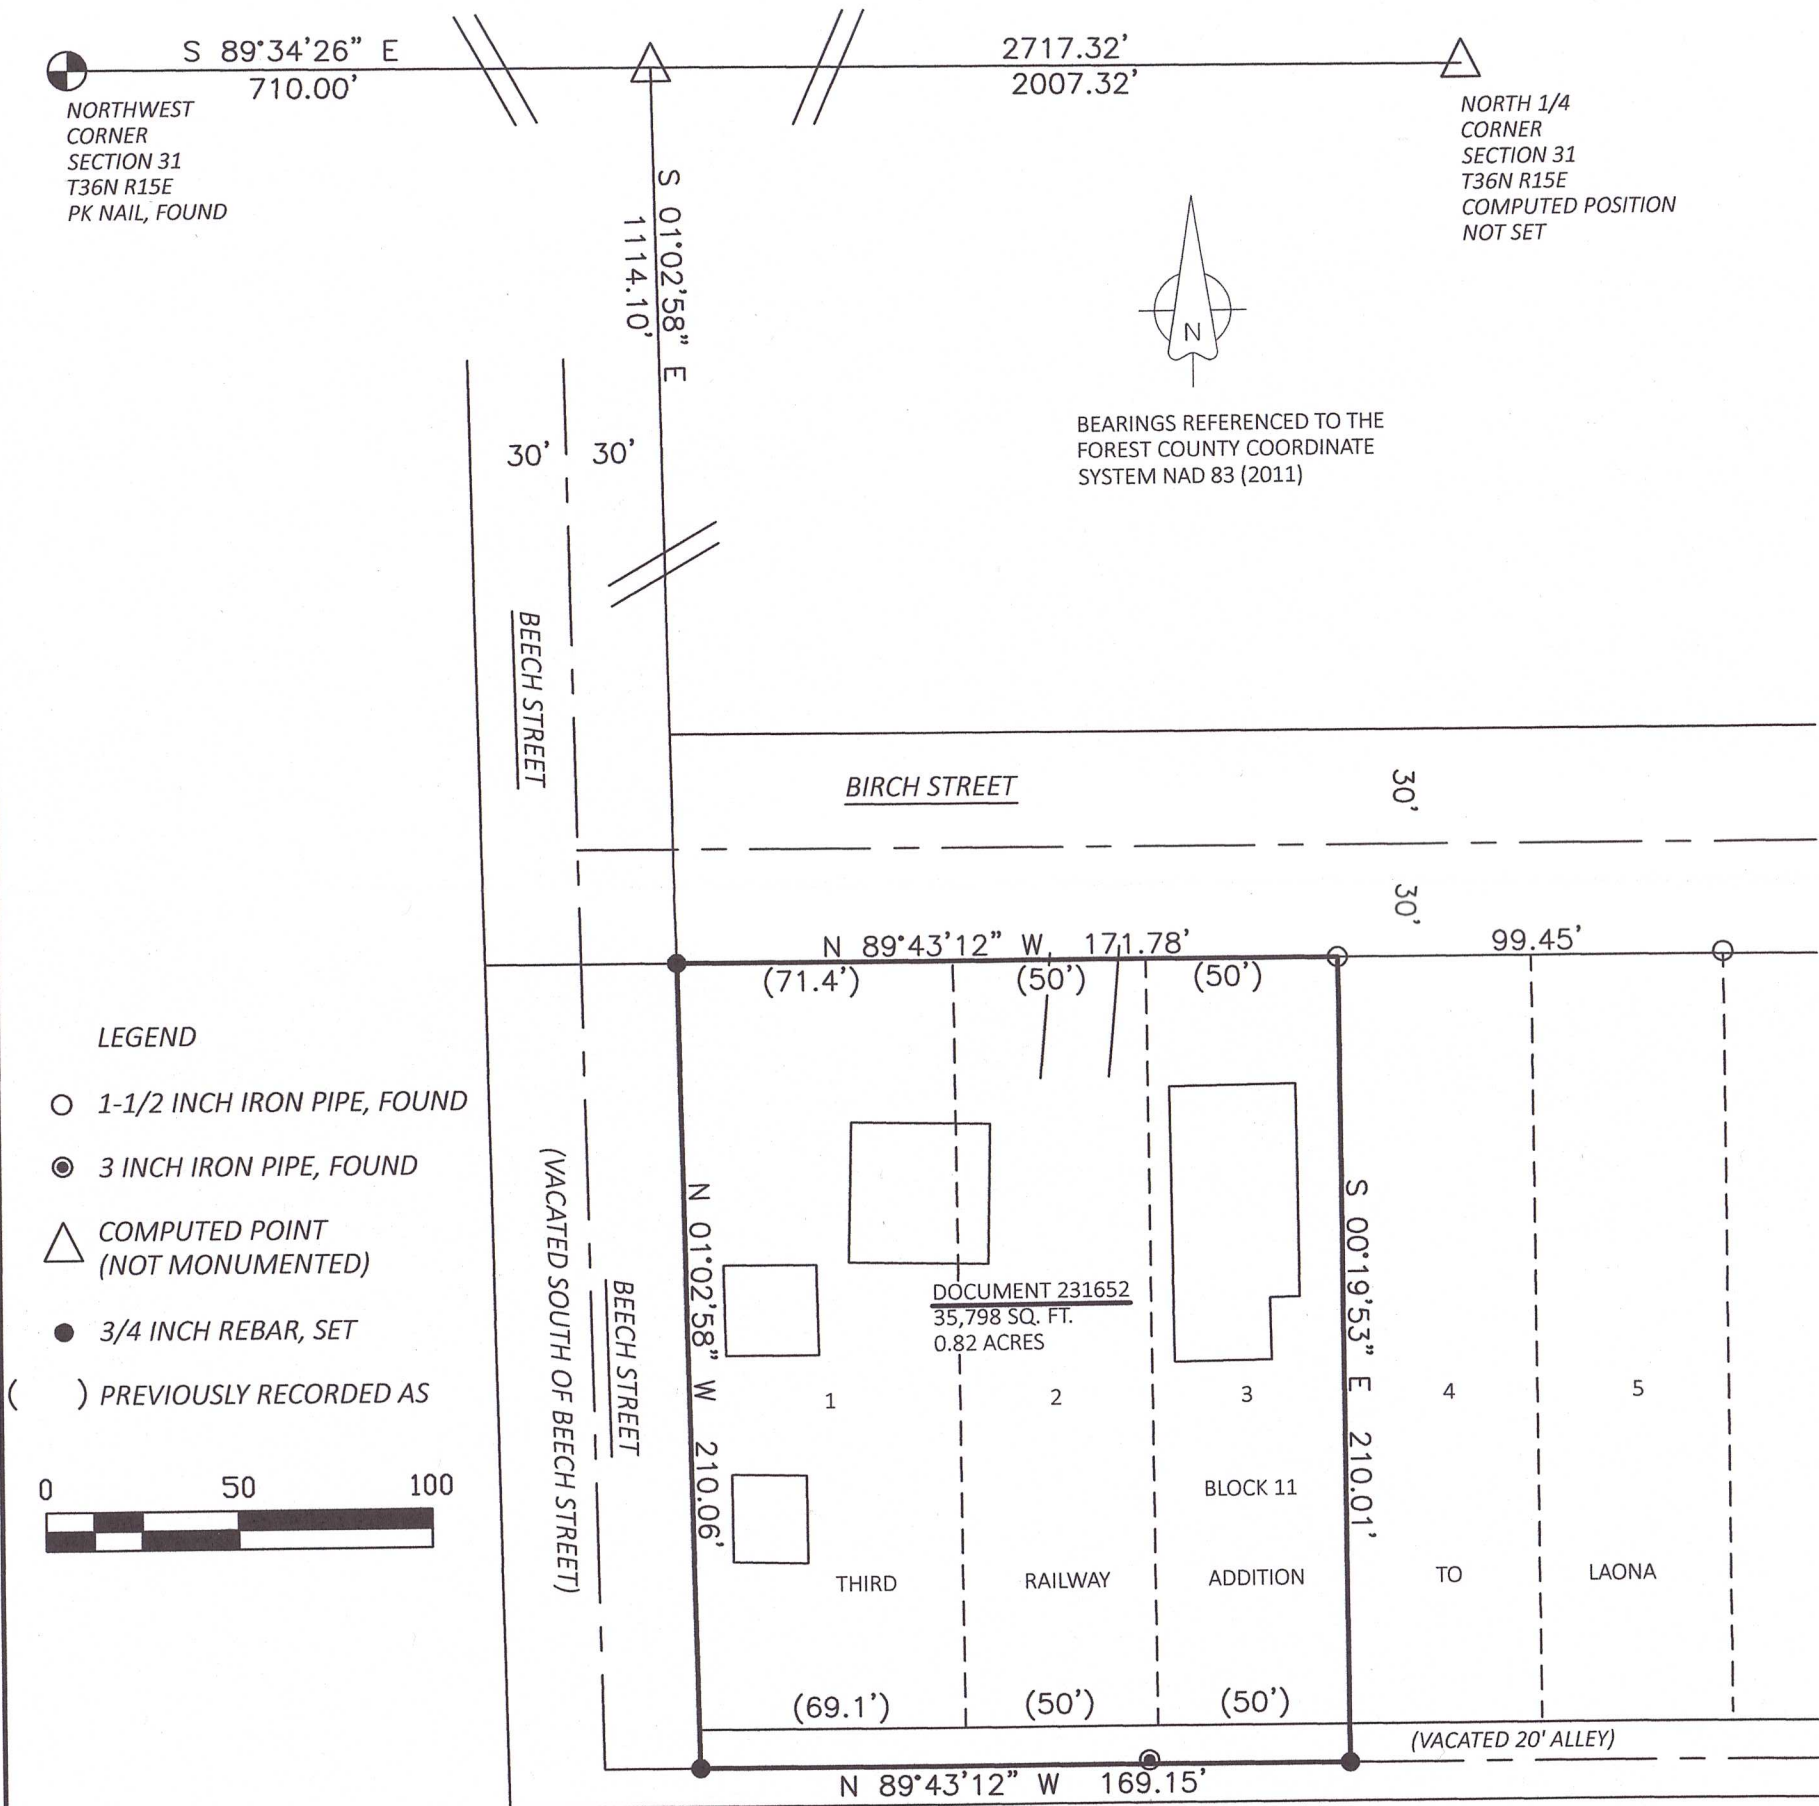 S 89°34'26" E
710.00'
2717.32'
2007.32'
NORTHWEST
CORNER
SECTION 31
T36N R15E
PK NAIL, FOUND
NORTH 1/4
CORNER
SECTION 31
T36N R15E
COMPUTED POSITION
NOT SET
S 01°02'58" E
1114.10'
N
BEARINGS REFERENCED TO THE
FOREST COUNTY COORDINATE
SYSTEM NAD 83 (2011)
30' 30'
BEECH STREET
BIRCH STREET
30'
30'
N 89°43'12" W 171.78'
99.45'
(71.4') (50') (50')
LEGEND
1-1/2 INCH IRON PIPE, FOUND
3 INCH IRON PIPE, FOUND
COMPUTED POINT
(NOT MONUMENTED)
3/4 INCH REBAR, SET
( ) PREVIOUSLY RECORDED AS
0 50 100
(VACATED SOUTH OF BEECH STREET)
BEECH STREET
N 01°02'58" W 210.06'
DOCUMENT 231652
35,798 SQ. FT.
0.82 ACRES
S 00°19'53" E 210.01'
1 2 3 4 5
BLOCK 11
THIRD RAILWAY ADDITION TO LAONA
(69.1') (50') (50')
(VACATED 20' ALLEY)
N 89°43'12" W 169.15'